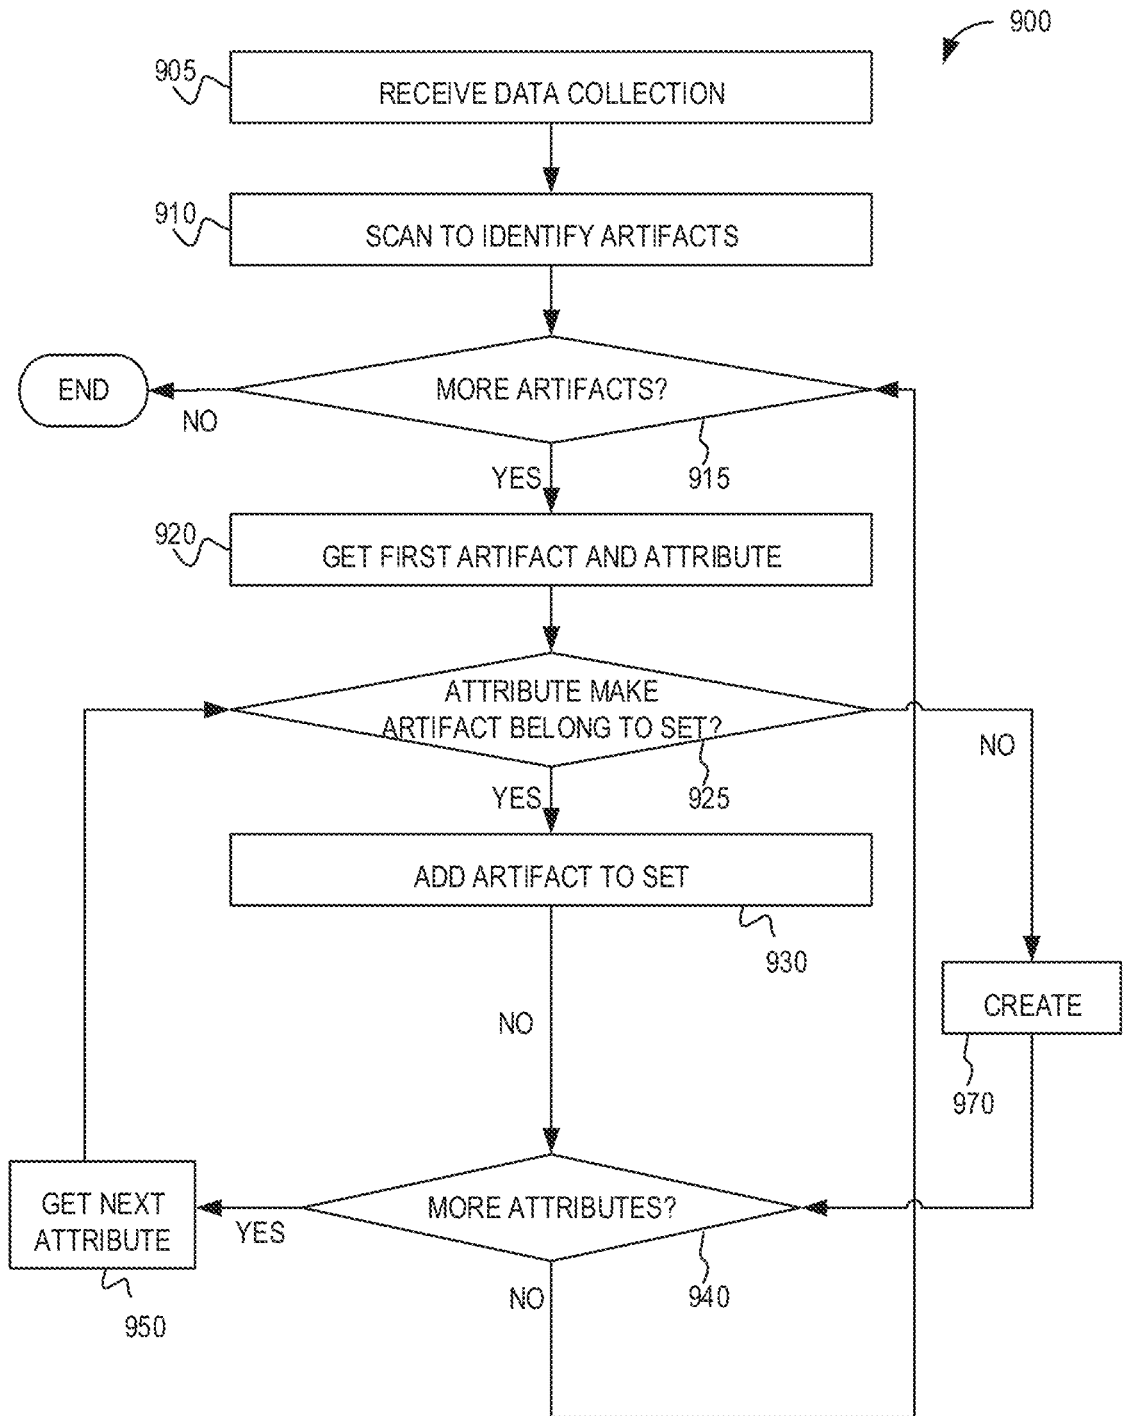 900
905
RECEIVE DATA COLLECTION
910
SCAN TO IDENTIFY ARTIFACTS
END
MORE ARTIFACTS?
NO
915
YES
920
GET FIRST ARTIFACT AND ATTRIBUTE
ATTRIBUTE MAKE
ARTIFACT BELONG TO SET?
NO
925
YES
ADD ARTIFACT TO SET
930
CREATE
NO
970
GET NEXT
ATTRIBUTE
MORE ATTRIBUTES?
YES
940
NO
950